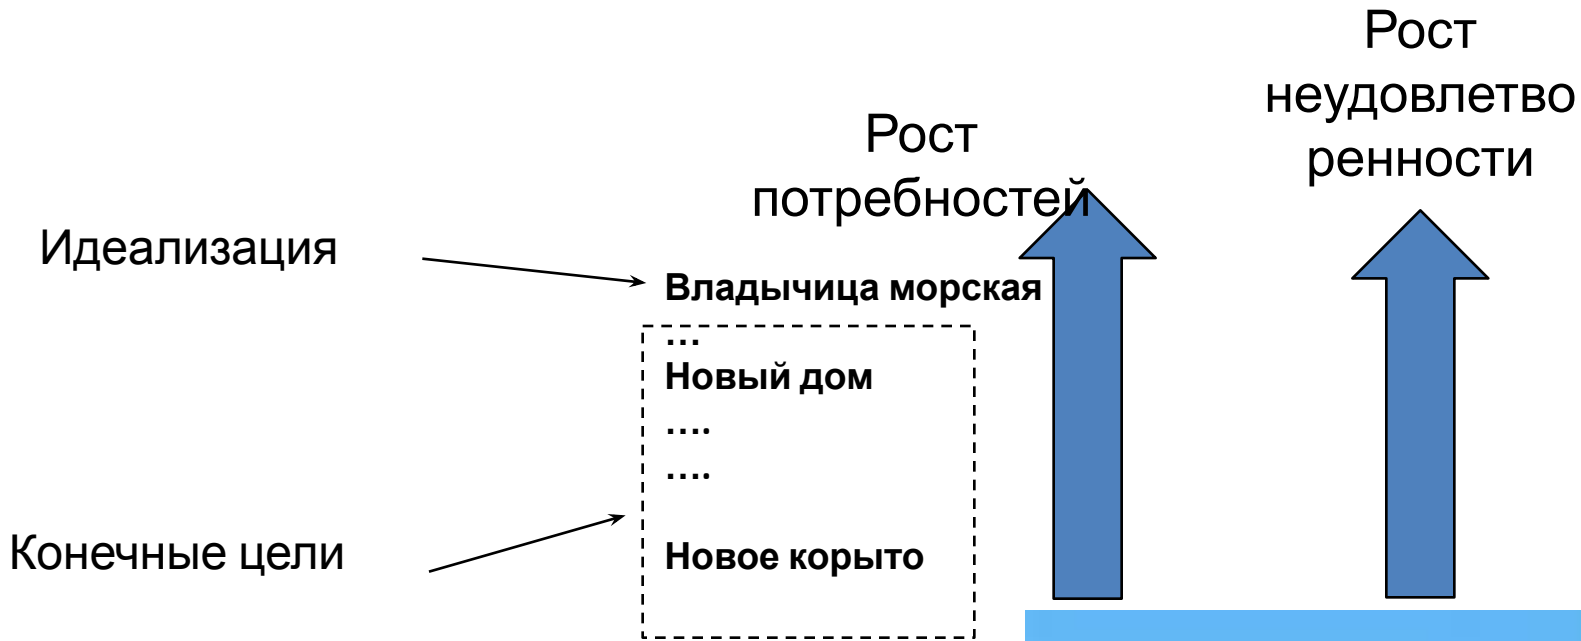 Рост
неудовлетво
ренности
Рост
потребностей
Идеализация
Владычица морская
...
Новый дом
....
....
Конечные цели
Новое корыто